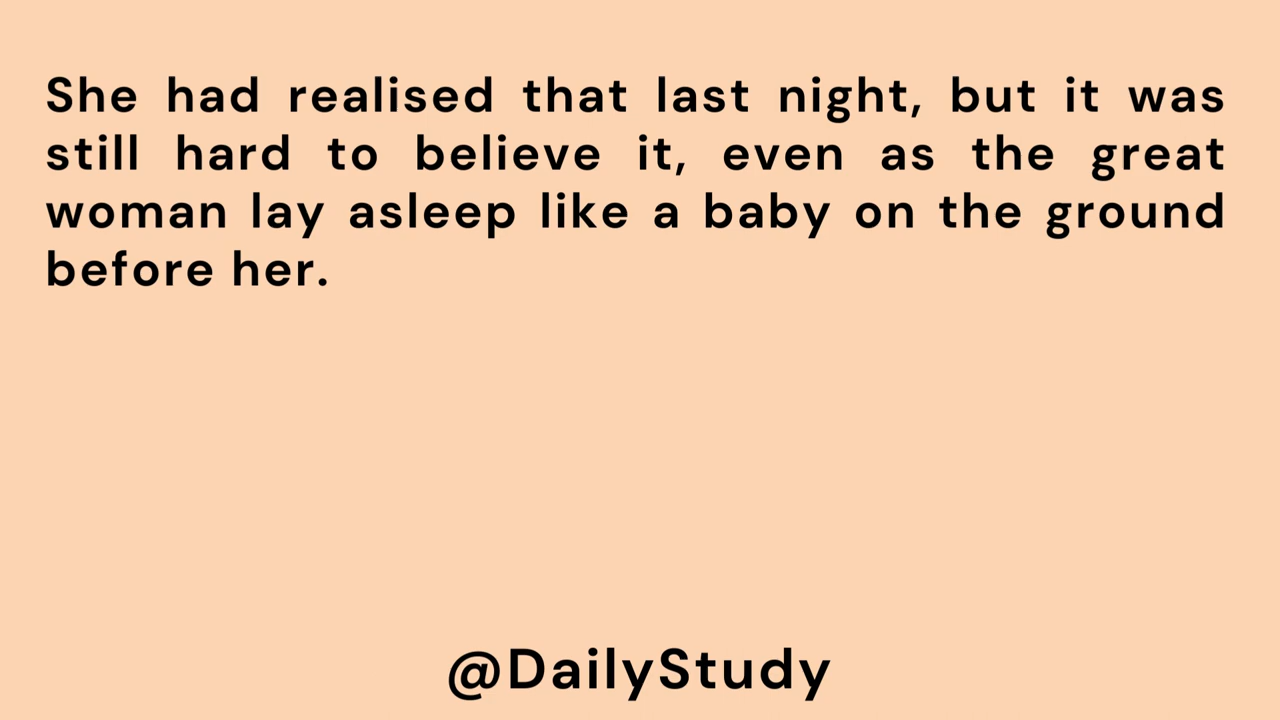 She had realised that last night, but it was
still hard to believe it, even as the great
woman lay asleep like a baby on the ground
before her.
@DailyStudy